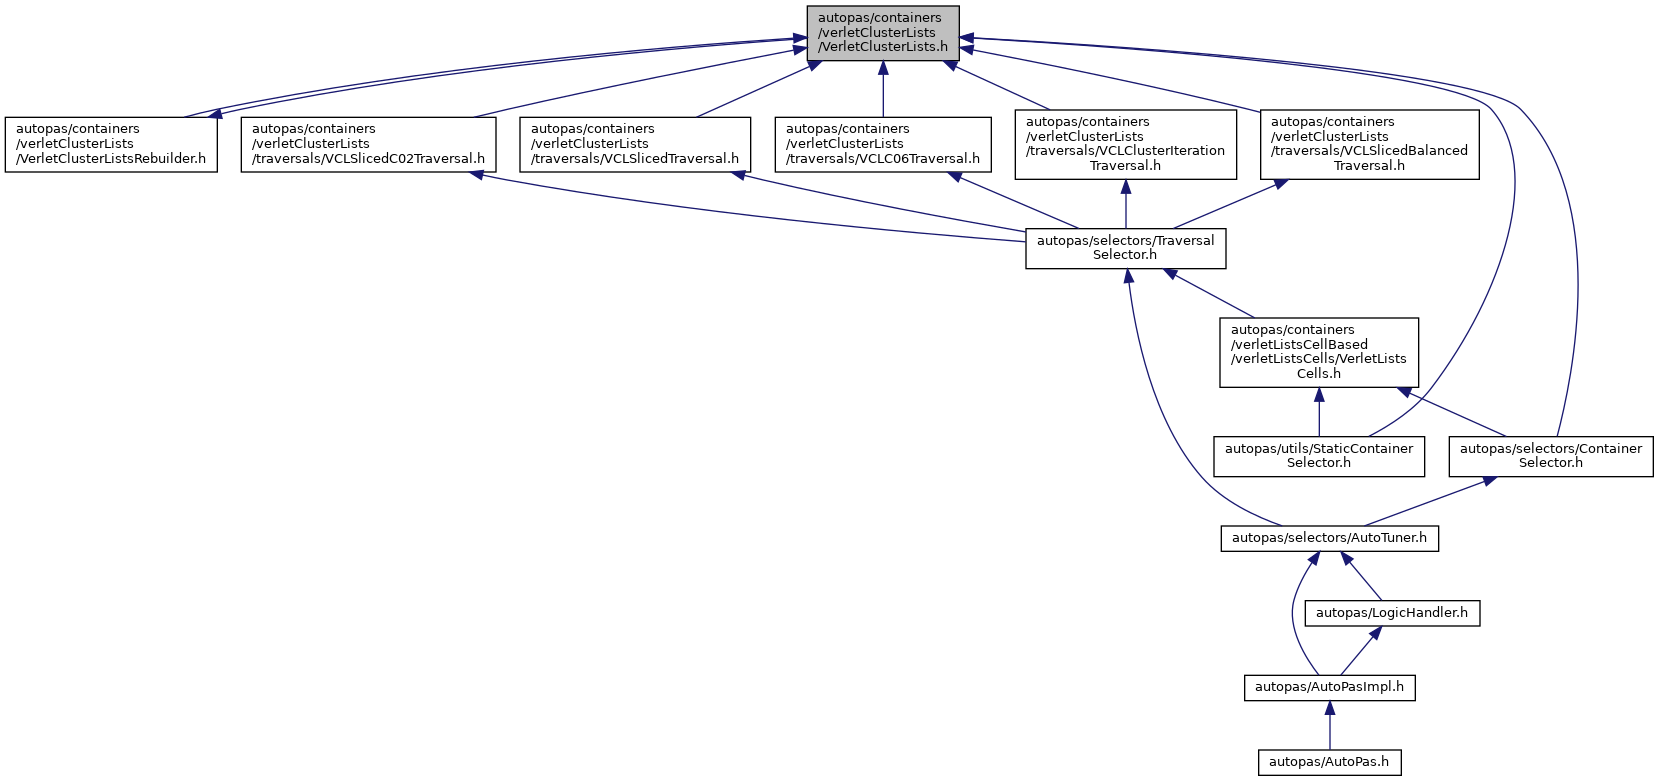 autopas/containers
/verletClusterLists
/VerletClusterLists.h
autopas/containers
/verletClusterLists
/VerletClusterListsRebuilder.h
autopas/containers
/verletClusterLists
/traversals/VCLSlicedC02Traversal.h
autopas/containers
/verletClusterLists
/traversals/VCLSlicedTraversal.h
autopas/containers
/verletClusterLists
/traversals/VCLC06Traversal.h
autopas/containers
/verletClusterLists
/traversals/VCLClusterIteration
Traversal.h
autopas/containers
/verletClusterLists
/traversals/VCLSlicedBalanced
Traversal.h
autopas/selectors/Traversal
Selector.h
autopas/containers
/verletListsCellBased
/verletListsCells/VerletLists
Cells.h
autopas/utils/StaticContainer
Selector.h
autopas/selectors/Container
Selector.h
autopas/selectors/AutoTuner.h
autopas/LogicHandler.h
autopas/AutoPasImpl.h
autopas/AutoPas.h